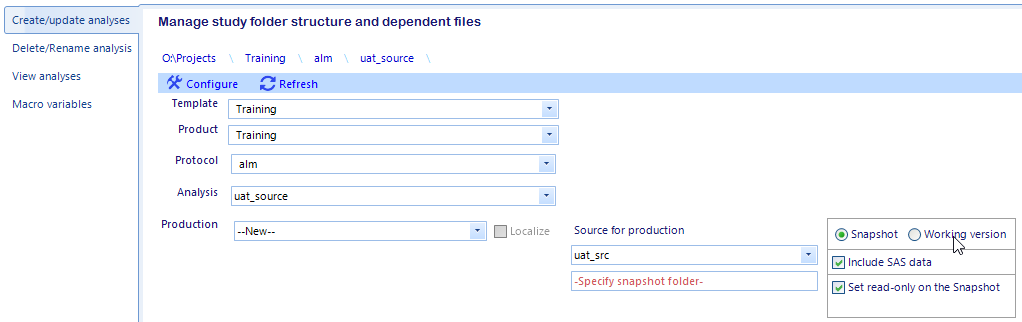 Create/update analyses
Delete/Rename analysis
View analyses
Macro variables
Manage study folder structure and dependent files
O:\Projects \ Training \ alm \ uat_source \
Configure Refresh
Template Training
Product Training
Protocol alm
Analysis uat_source
Production --New-- Localize
Source for production
uat_src
-Specify snapshot folder-
Snapshot Working version
Include SAS data
Set read-only on the Snapshot